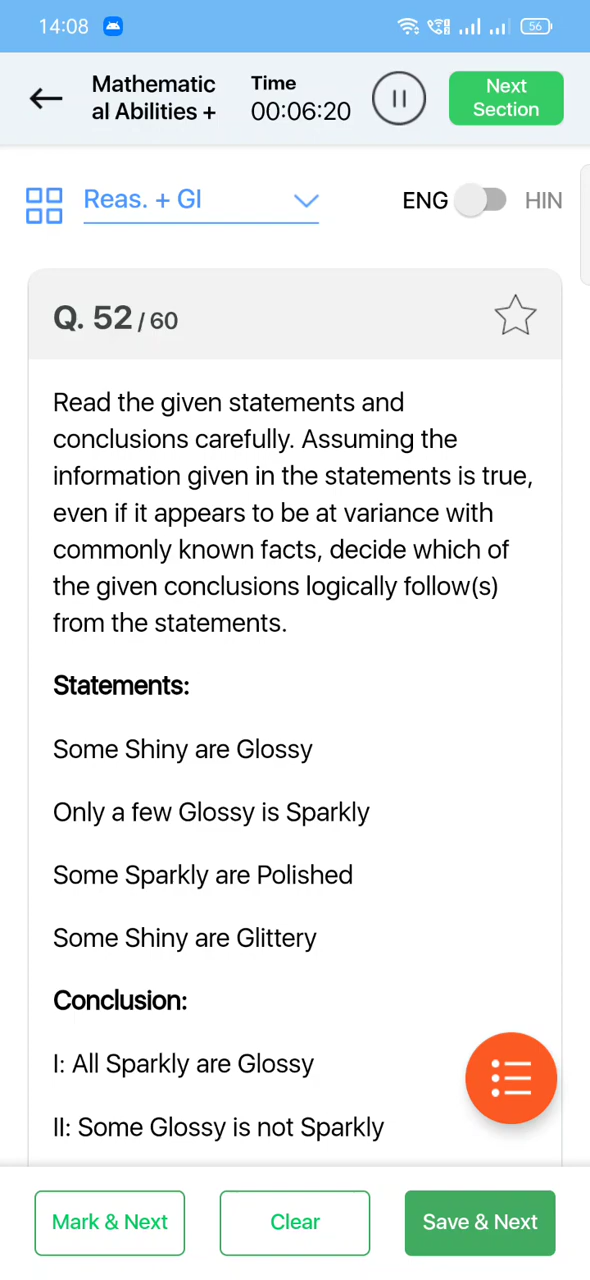 14:08
56
Mathematic
al Abilities +
Time
00:06:20
Next
Section
Reas. + GI
ENG
HIN
Q. 52 / 60
Read the given statements and
conclusions carefully. Assuming the
information given in the statements is true,
even if it appears to be at variance with
commonly known facts, decide which of
the given conclusions logically follow(s)
from the statements.
Statements:
Some Shiny are Glossy
Only a few Glossy is Sparkly
Some Sparkly are Polished
Some Shiny are Glittery
Conclusion:
I: All Sparkly are Glossy
II: Some Glossy is not Sparkly
Mark & Next
Clear
Save & Next